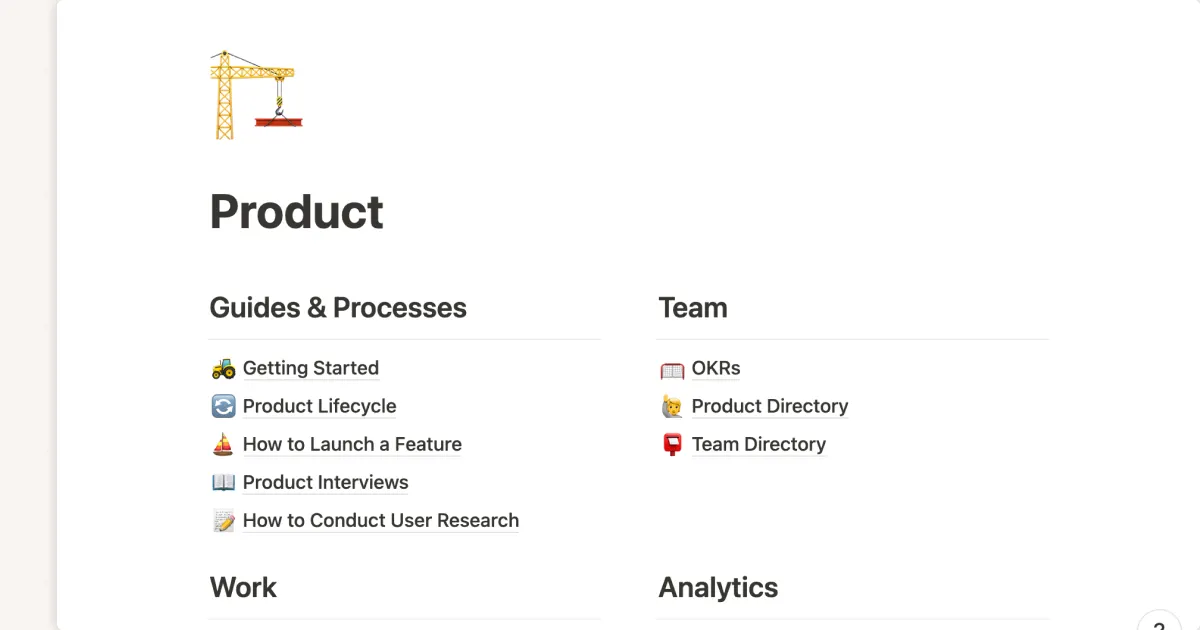 Product
Guides & Processes
Getting Started
Product Lifecycle
How to Launch a Feature
Product Interviews
How to Conduct User Research
Team
OKRs
Product Directory
Team Directory
Work
Analytics
?